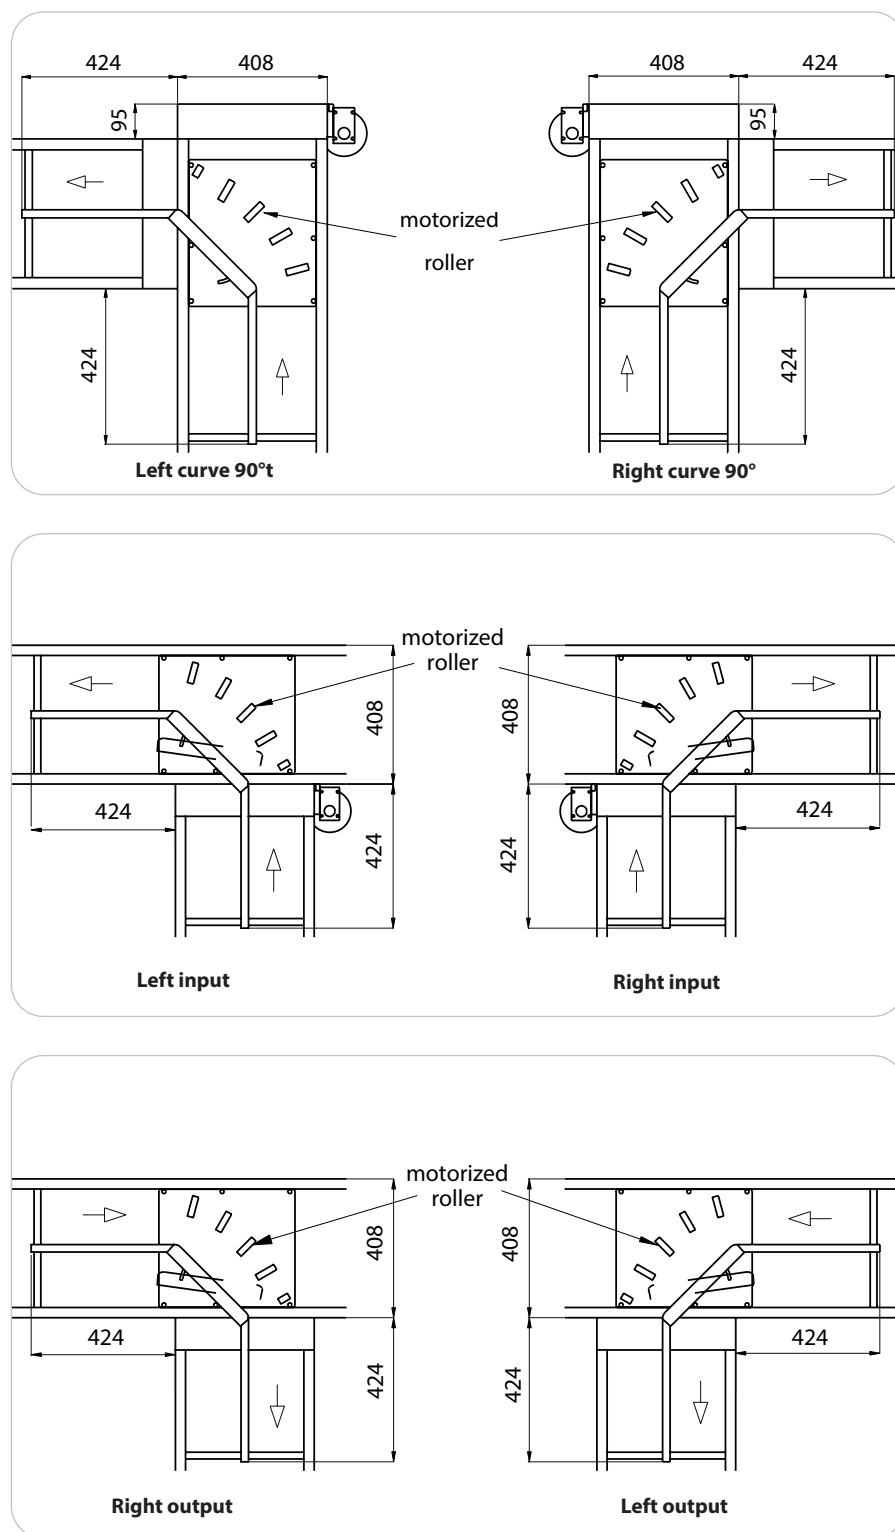 424
408
408
424
95
95
motorized
roller
424
424
Left curve 90°t
Right curve 90°
motorized
roller
408
408
424
424
424
424
Left input
Right input
motorized
roller
408
408
424
424
424
424
Right output
Left output